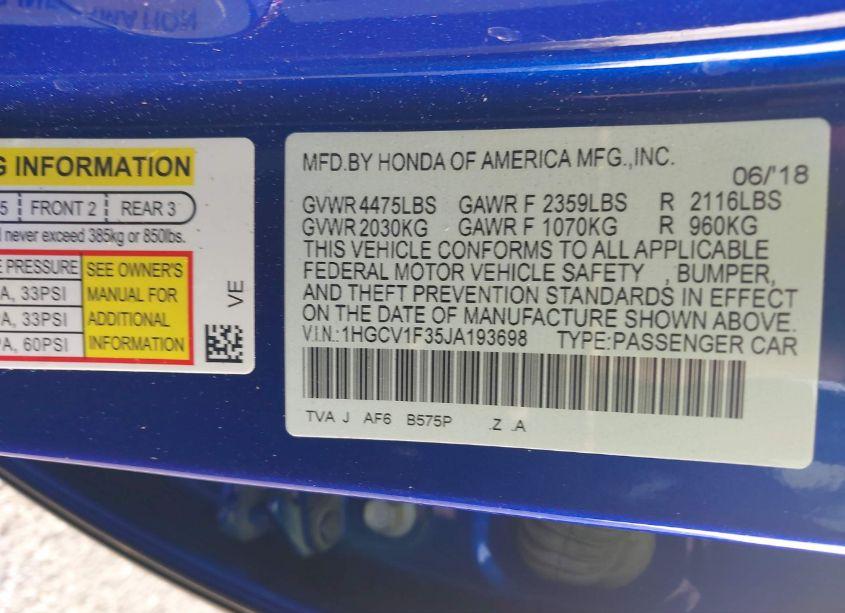 G INFORMATION
5 FRONT 2 REAR 3
never exceed 385kg or 850lbs.
PRESSURE SEE OWNER'S
A, 33PSI MANUAL FOR
A, 33PSI ADDITIONAL
PA, 60PSI INFORMATION
VE
MFD.BY HONDA OF AMERICA MFG.,INC.
06/'18
GVWR 4475LBS GAWR F 2359LBS R 2116LBS
GVWR 2030KG GAWR F 1070KG R 960KG
THIS VEHICLE CONFORMS TO ALL APPLICABLE
FEDERAL MOTOR VEHICLE SAFETY , BUMPER,
AND THEFT PREVENTION STANDARDS IN EFFECT
ON THE DATE OF MANUFACTURE SHOWN ABOVE.
V.I.N.:1HGCV1F35JA193698 TYPE:PASSENGER CAR
TVA J AF6 B575P .Z .A